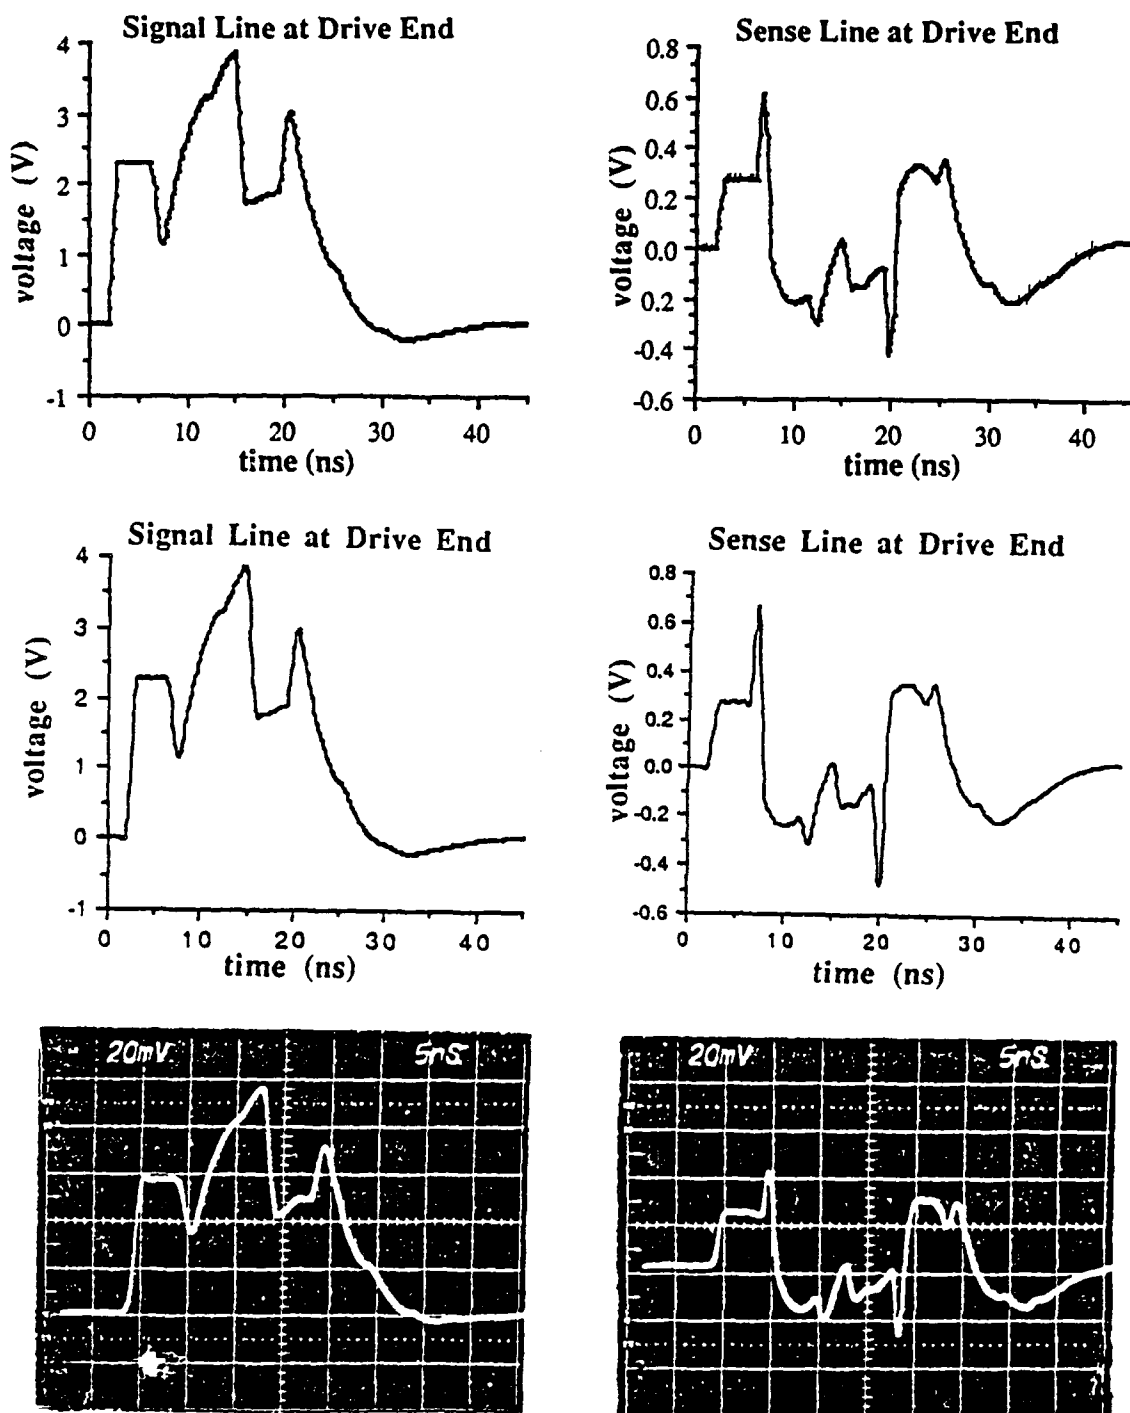 Signal Line at Drive End
4
3
2
1
0
-1
voltage (V)
0 10 20 30 40
time (ns)
Sense Line at Drive End
0.8
0.6
0.4
0.2
0.0
0.2
-0.4
-0.6
voltage (V)
0 10 20 30 40
time (ns)
Signal Line at Drive End
4
3
2
1
0
-1
voltage (V)
0 10 20 30 40
time (ns)
Sense Line at Drive End
0.8
0.6
0.4
0.2
0.0
-0.2
-0.4
-0.6
voltage (V)
0 10 20 30 40
time (ns)
20mV 5nS
20mV 5nS